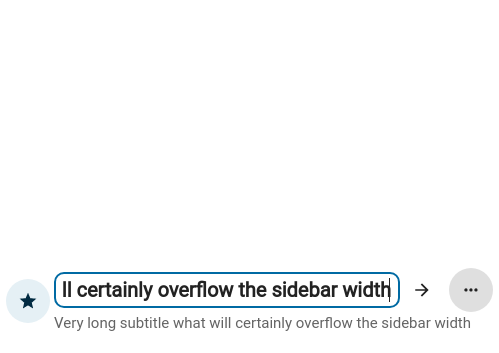 ll certainly overflow the sidebar width
Very long subtitle what will certainly overflow the sidebar width